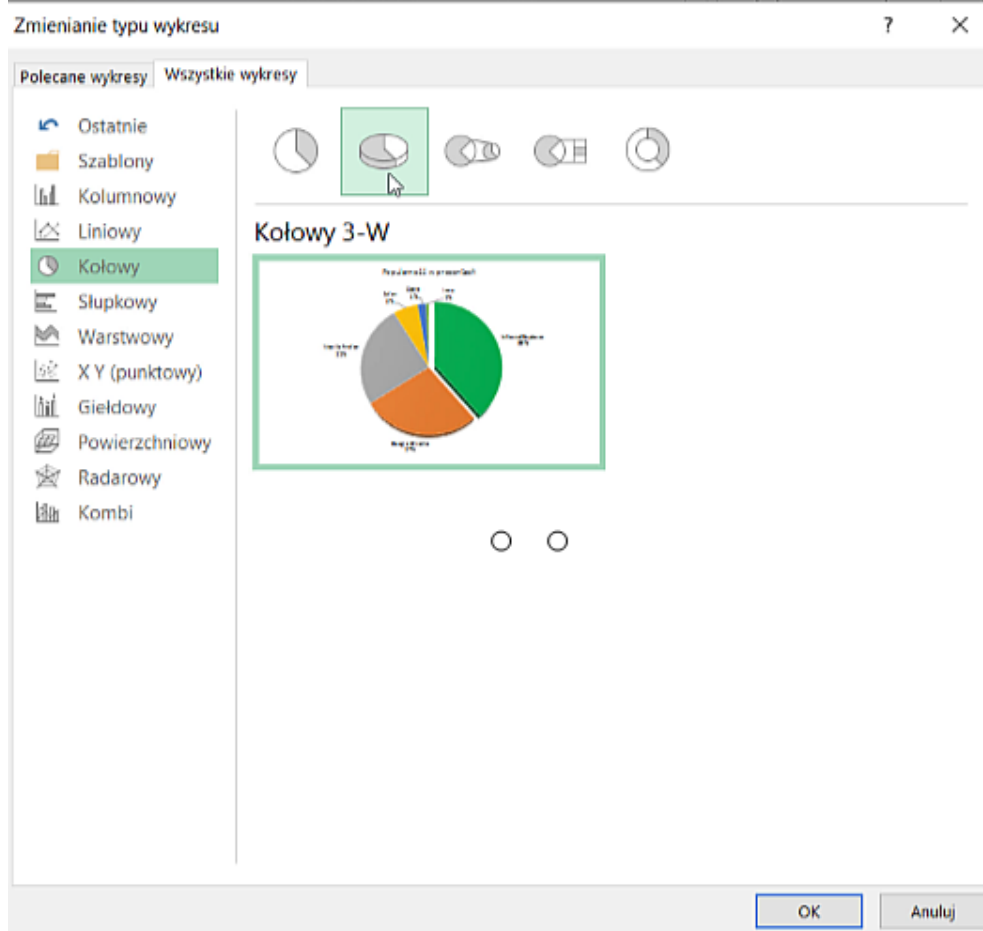 Zmienianie typu wykresu
?
Polecane wykresy
Wszystkie wykresy
Ostatnie
Szablony
Kolumnowy
Liniowy
Kołowy
Słupkowy
Warstwowy
X Y (punktowy)
Giełdowy
Powierzchniowy
Radarowy
Kombi
Kołowy 3-W
OK
Anuluj